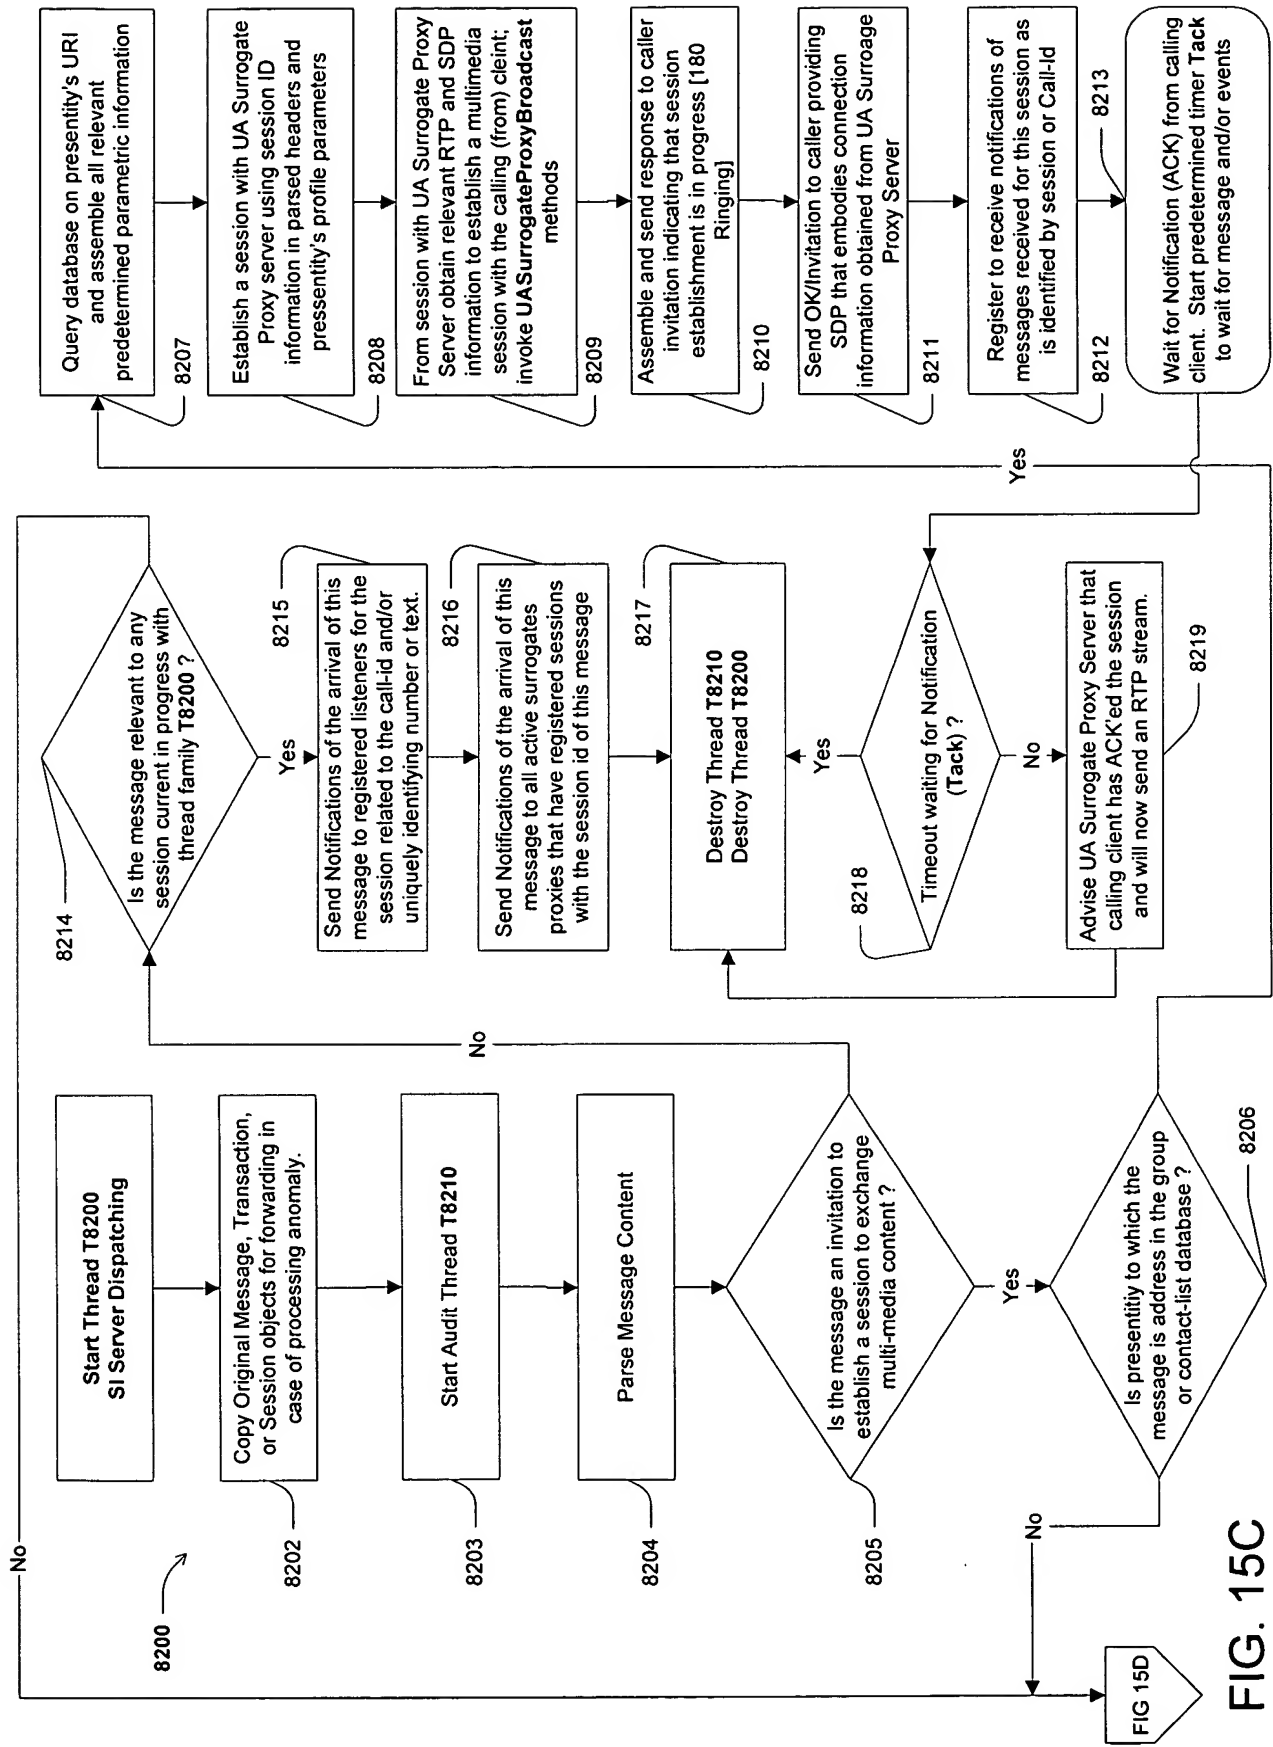 Start Thread T8200
SI Server Dispatching
Copy Original Message, Transaction,
or Session objects for forwarding in
case of processing anomaly.
Start Audit Thread T8210
Parse Message Content
Is the message an invitation to
establish a session to exchange
multi-media content ?
Yes
No
Is presentitiy to which the
message is address in the group
or contact-list database ?
No
Yes
8200
8202
8203
8204
8205
8206
No
FIG 15D
8214
Is the message relevant to any
session current in progress with
thread family T8200 ?
Yes
8215
Send Notifications of the arrival of this
message to registered listeners for the
session related to the call-id and/or
uniquely identifying number or text.
8216
Send Notifications of the arrival of this
message to all active surrogates
proxies that have registered sessions
with the session id of this message
8217
Destroy Thread T8210
Destroy Thread T8200
Yes
8218
Timeout waiting for Notification
(Tack) ?
No
Advise UA Surrogate Proxy Server that
calling client has ACK'ed the session
and will now send an RTP stream.
8219
Query database on presentity's URI
and assemble all relevant
predetermined parametric information
8207
Establish a session with UA Surrogate
Proxy server using session ID
information in parsed headers and
pressentity's profile parameters
8208
From session with UA Surrogate Proxy
Server obtain relevant RTP and SDP
information to establish a multimedia
session with the calling (from) cleint;
invoke UASurrogateProxyBroadcast
methods
8209
Assemble and send response to caller
invitation indicating that session
establishment is in progress [180
Ringing]
8210
Send OK/Invitation to caller providing
SDP that embodies connection
information obtained from UA Surroage
Proxy Server
8211
Register to receive notifications of
messages received for this session as
is identified by session or Call-Id
8212
8213
Wait for Notification (ACK) from calling
client. Start predetermined timer Tack
to wait for message and/or events
FIG. 15C